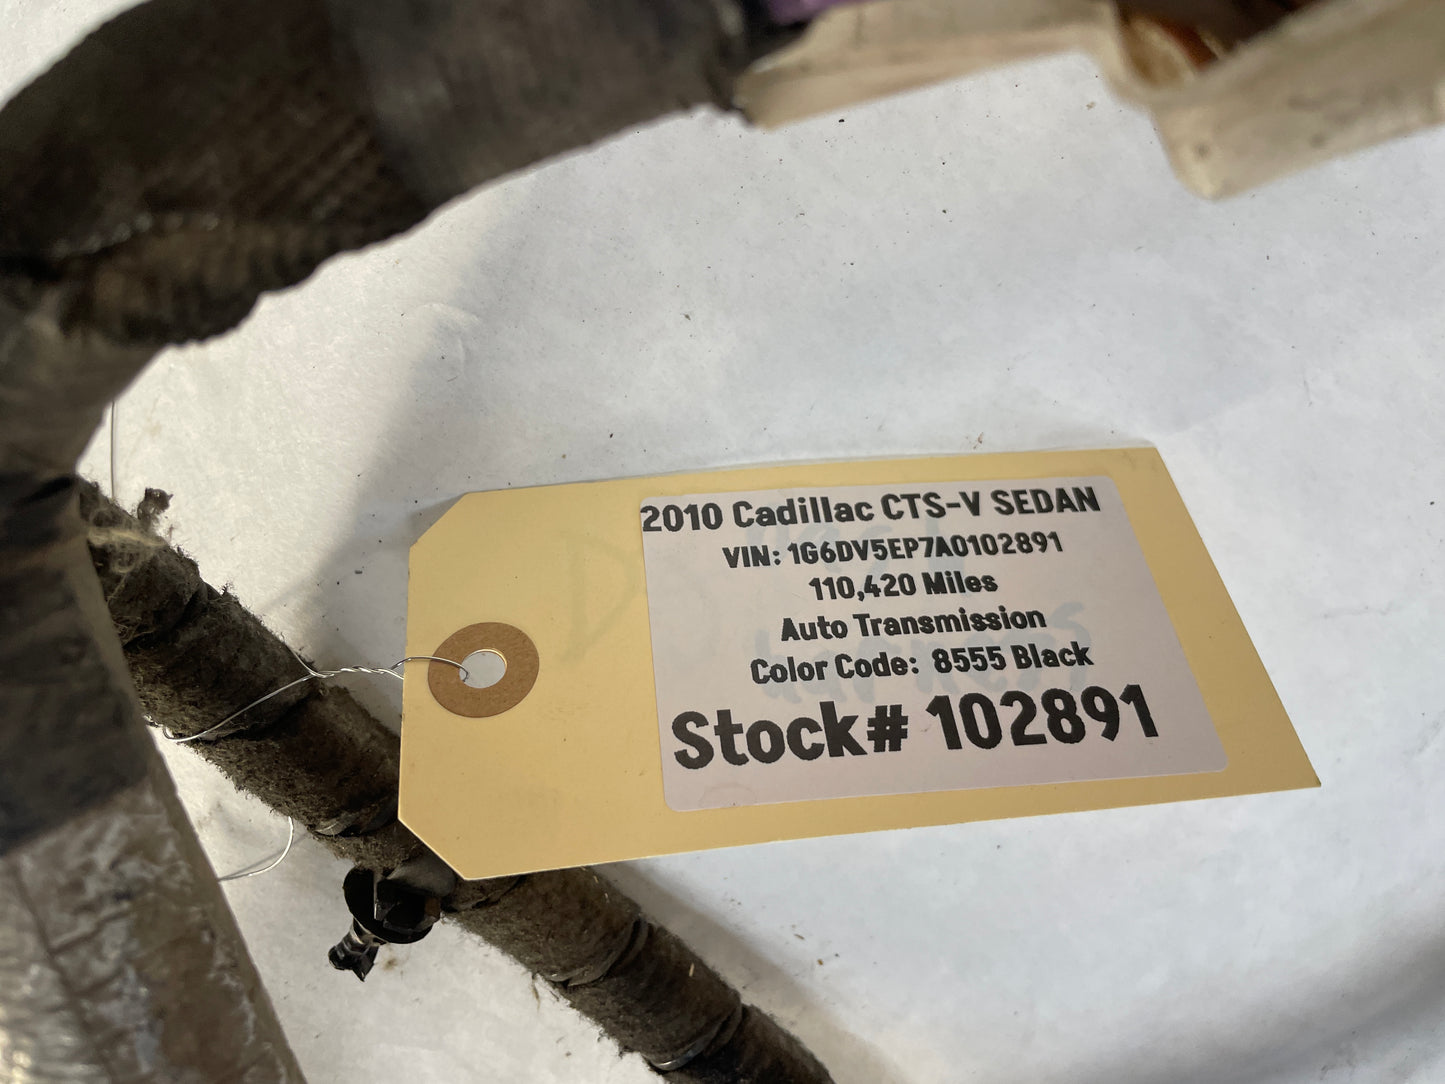 2010 Cadillac CTS-V SEDAN
VIN: 1G6DV5EP7A0102891
110,420 Miles
Auto Transmission
Color Code: 8555 Black
Stock# 102891